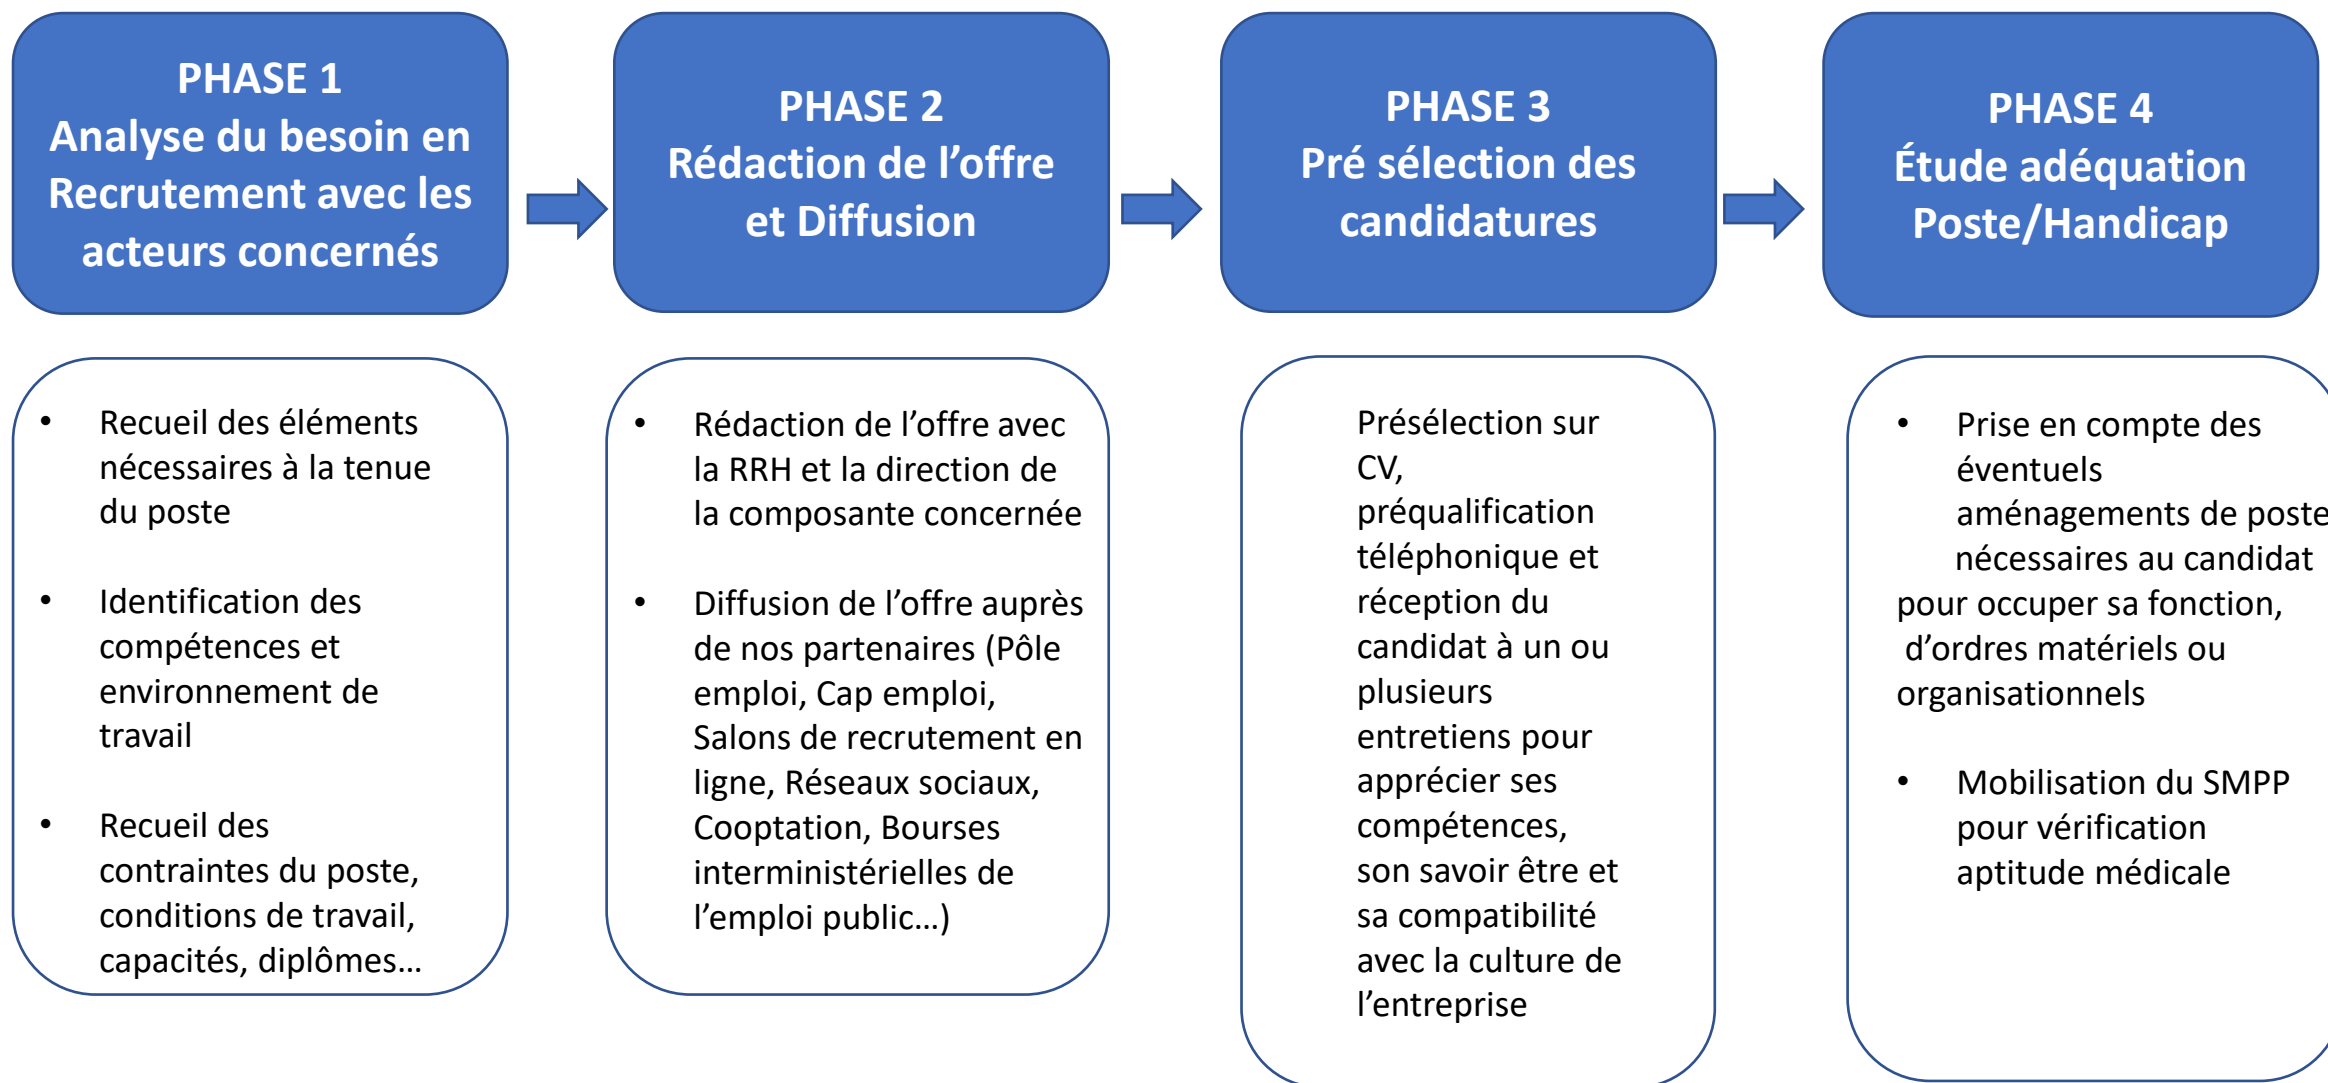 PHASE 1
Analyse du besoin en
Recrutement avec les
acteurs concernés
PHASE 2
Rédaction de l’offre
et Diffusion
PHASE 3
Pré sélection des
candidatures
PHASE 4
Étude adéquation
Poste/Handicap
• Recueil des éléments
nécessaires à la tenue
du poste
• Identification des
compétences et
environnement de
travail
• Recueil des
contraintes du poste,
conditions de travail,
capacités, diplômes…
• Rédaction de l’offre avec
la RRH et la direction de
la composante concernée
• Diffusion de l’offre auprès
de nos partenaires (Pôle
emploi, Cap emploi,
Salons de recrutement en
ligne, Réseaux sociaux,
Cooptation, Bourses
interministérielles de
l’emploi public…)
Présélection sur
CV,
préqualification
téléphonique et
réception du
candidat à un ou
plusieurs
entretiens pour
apprécier ses
compétences,
son savoir être et
sa compatibilité
avec la culture de
l’entreprise
• Prise en compte des
éventuels
aménagements de poste
nécessaires au candidat
pour occuper sa fonction,
d’ordres matériels ou
organisationnels
• Mobilisation du SMPP
pour vérification
aptitude médicale